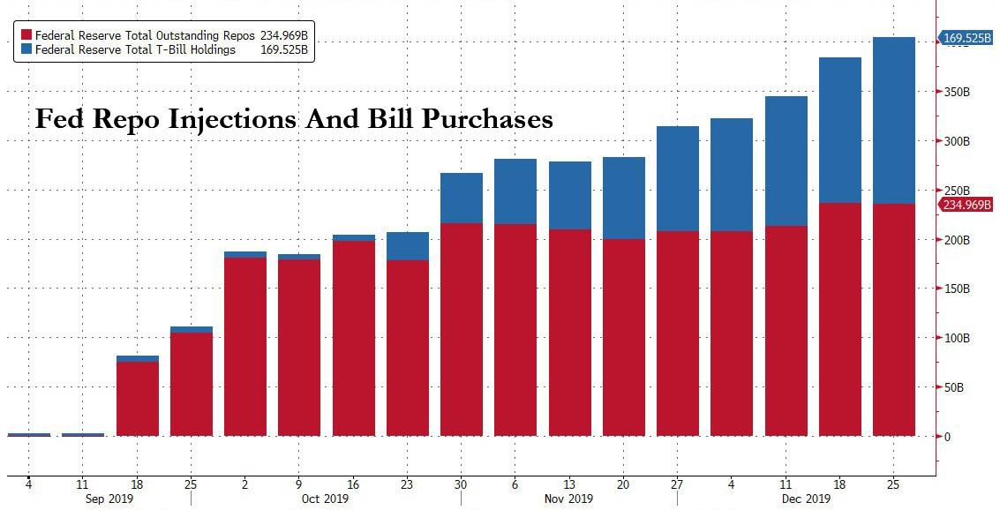 Federal Reserve Total Outstanding Repos 234.969B
Federal Reserve Total T-Bill Holdings 169.525B
Fed Repo Injections And Bill Purchases
169.525B
350B
300B
250B
234.969B
200B
150B
100B
50B
0
4 11 18 25 2 9 16 23 30 6 13 20 27 4 11 18 25
Sep 2019 Oct 2019 Nov 2019 Dec 2019